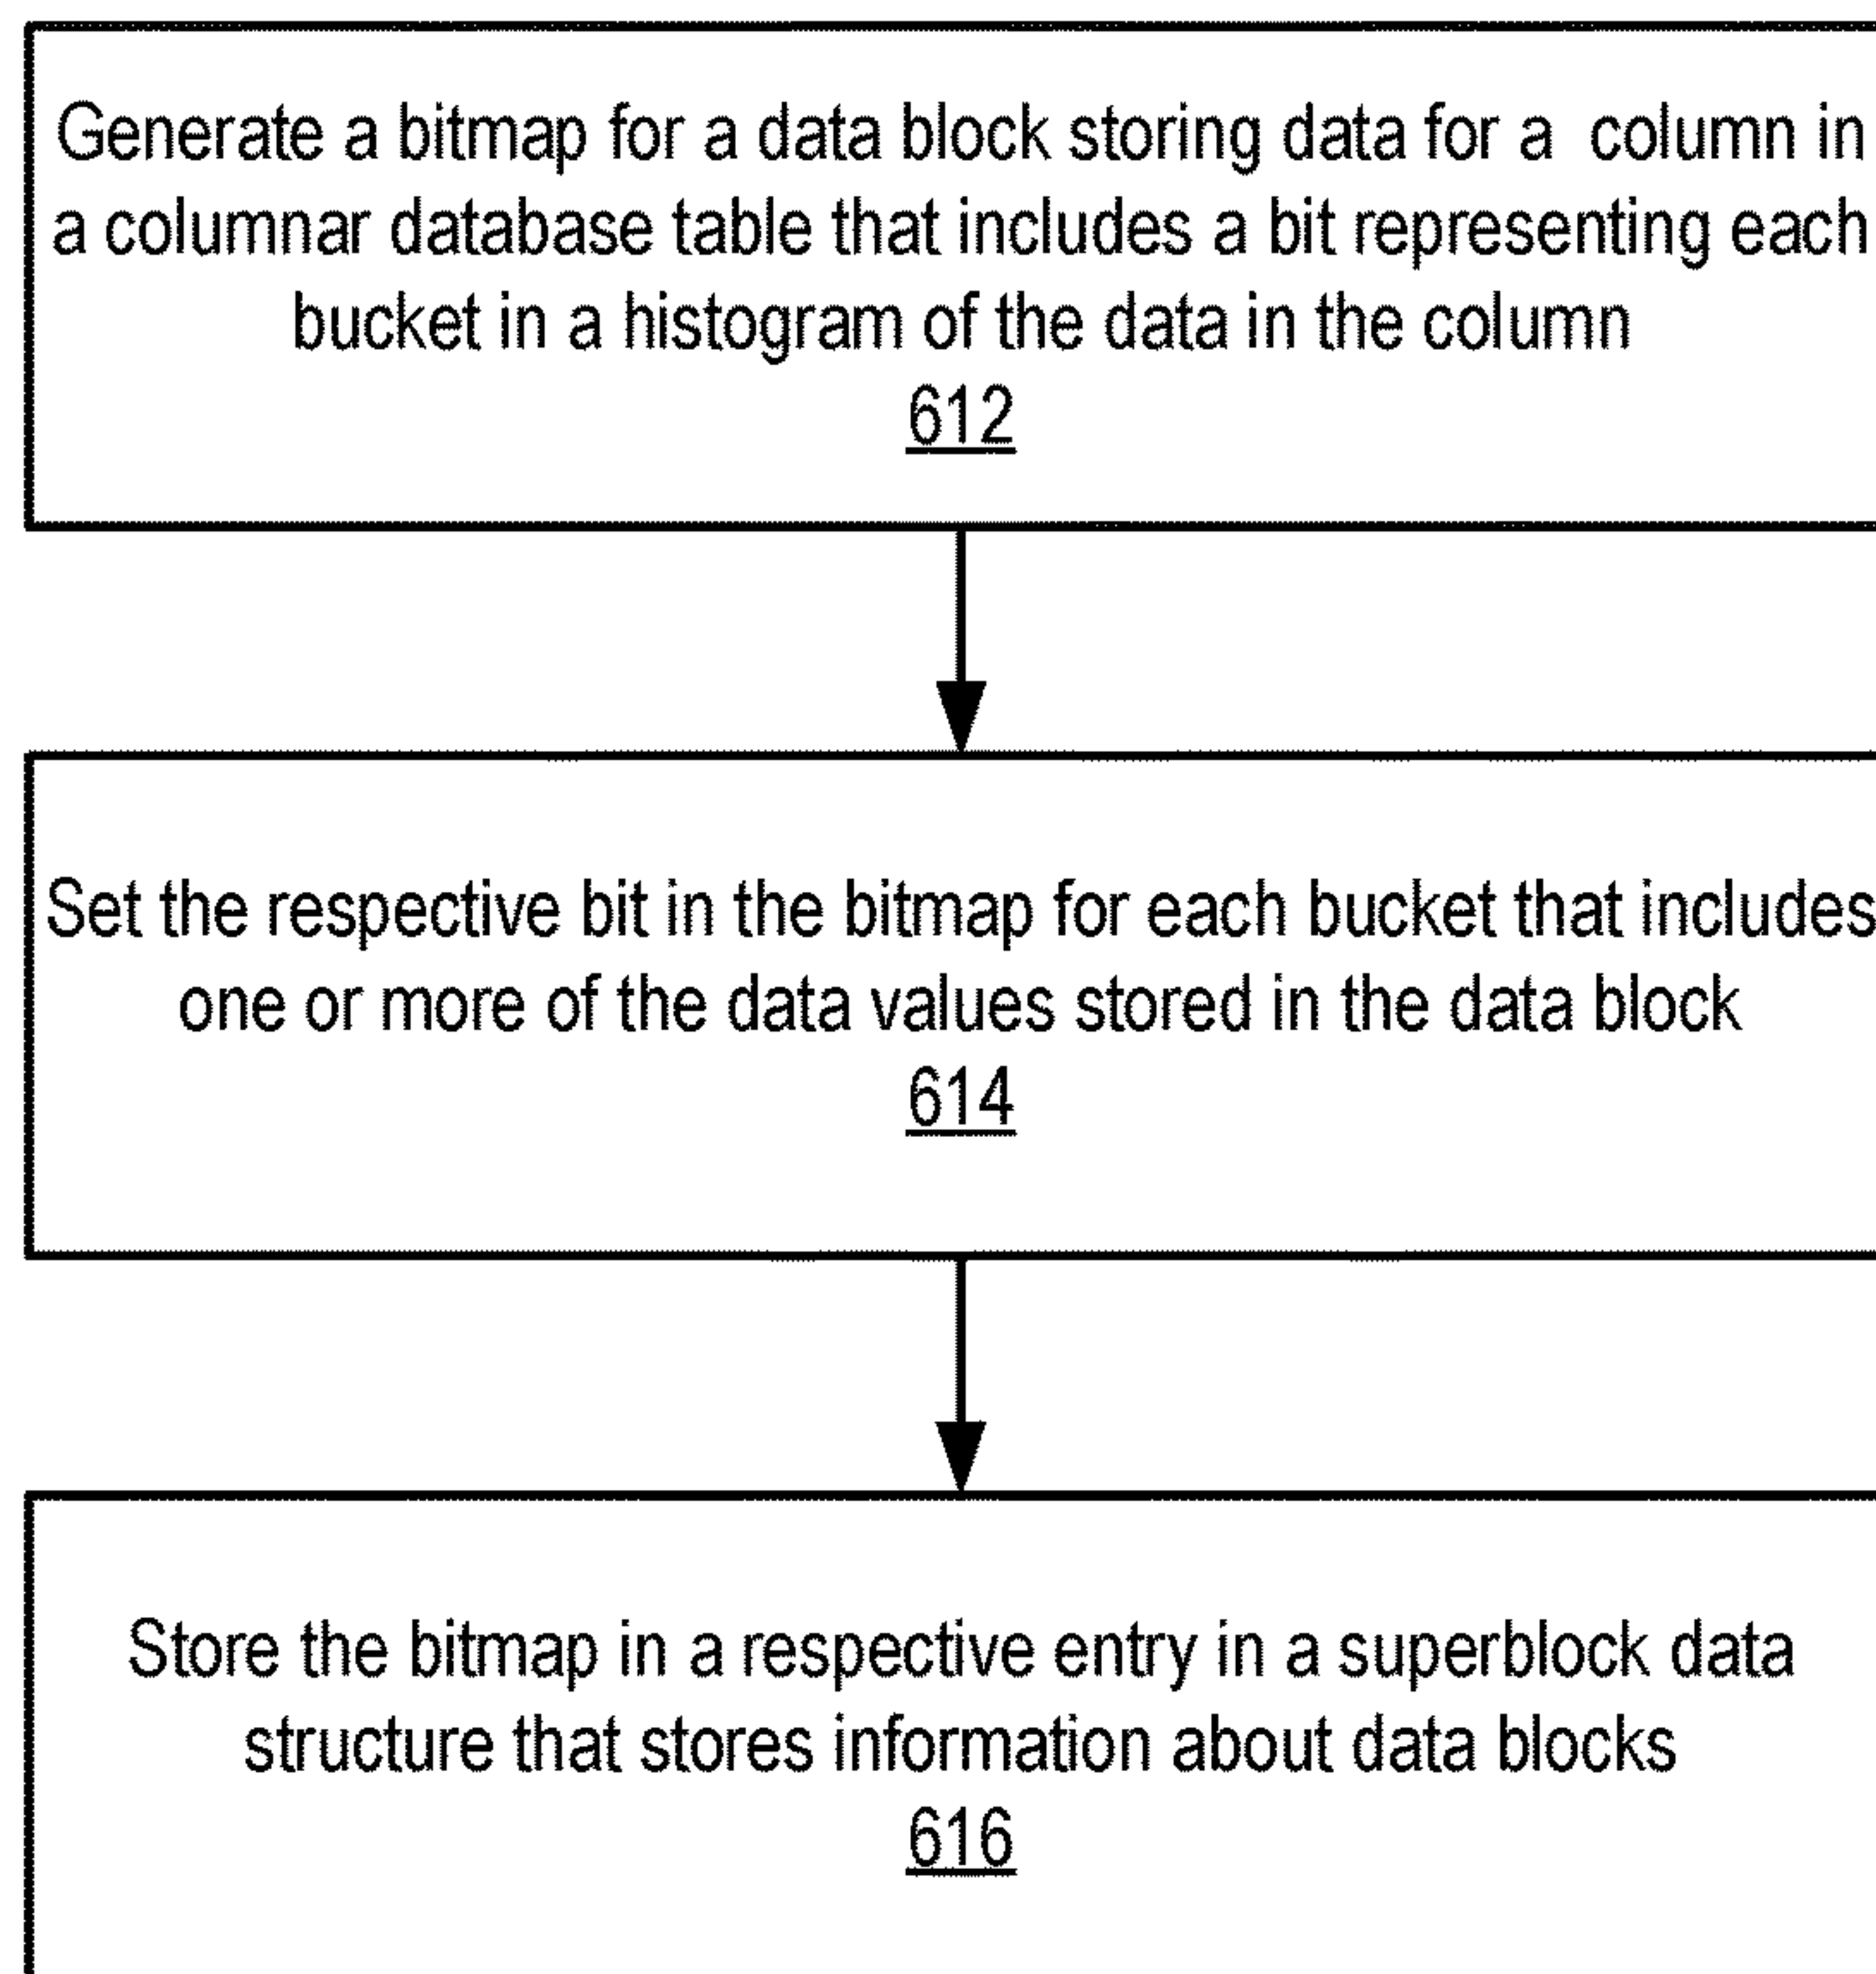 Generate a bitmap for a data block storing data for a column in
a columnar database table that includes a bit representing each
bucket in a histogram of the data in the column
612
Set the respective bit in the bitmap for each bucket that includes
one or more of the data values stored in the data block
614
Store the bitmap in a respective entry in a superblock data
structure that stores information about data blocks
616